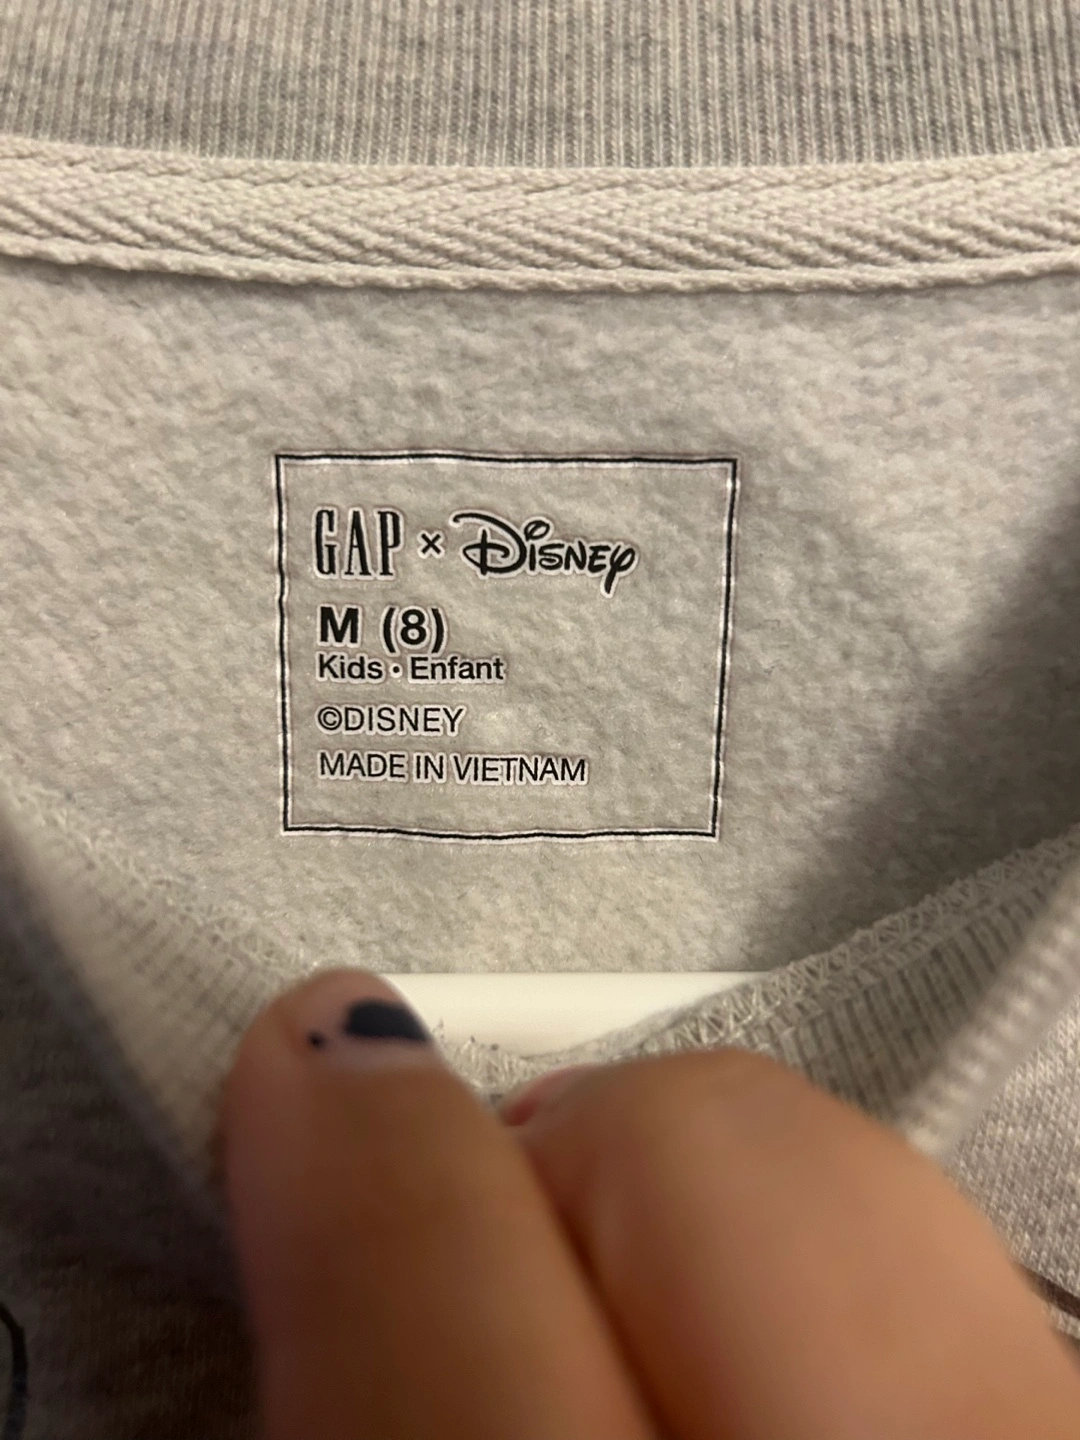 GAP × Disney
M (8)
Kids • Enfant
©DISNEY
MADE IN VIETNAM